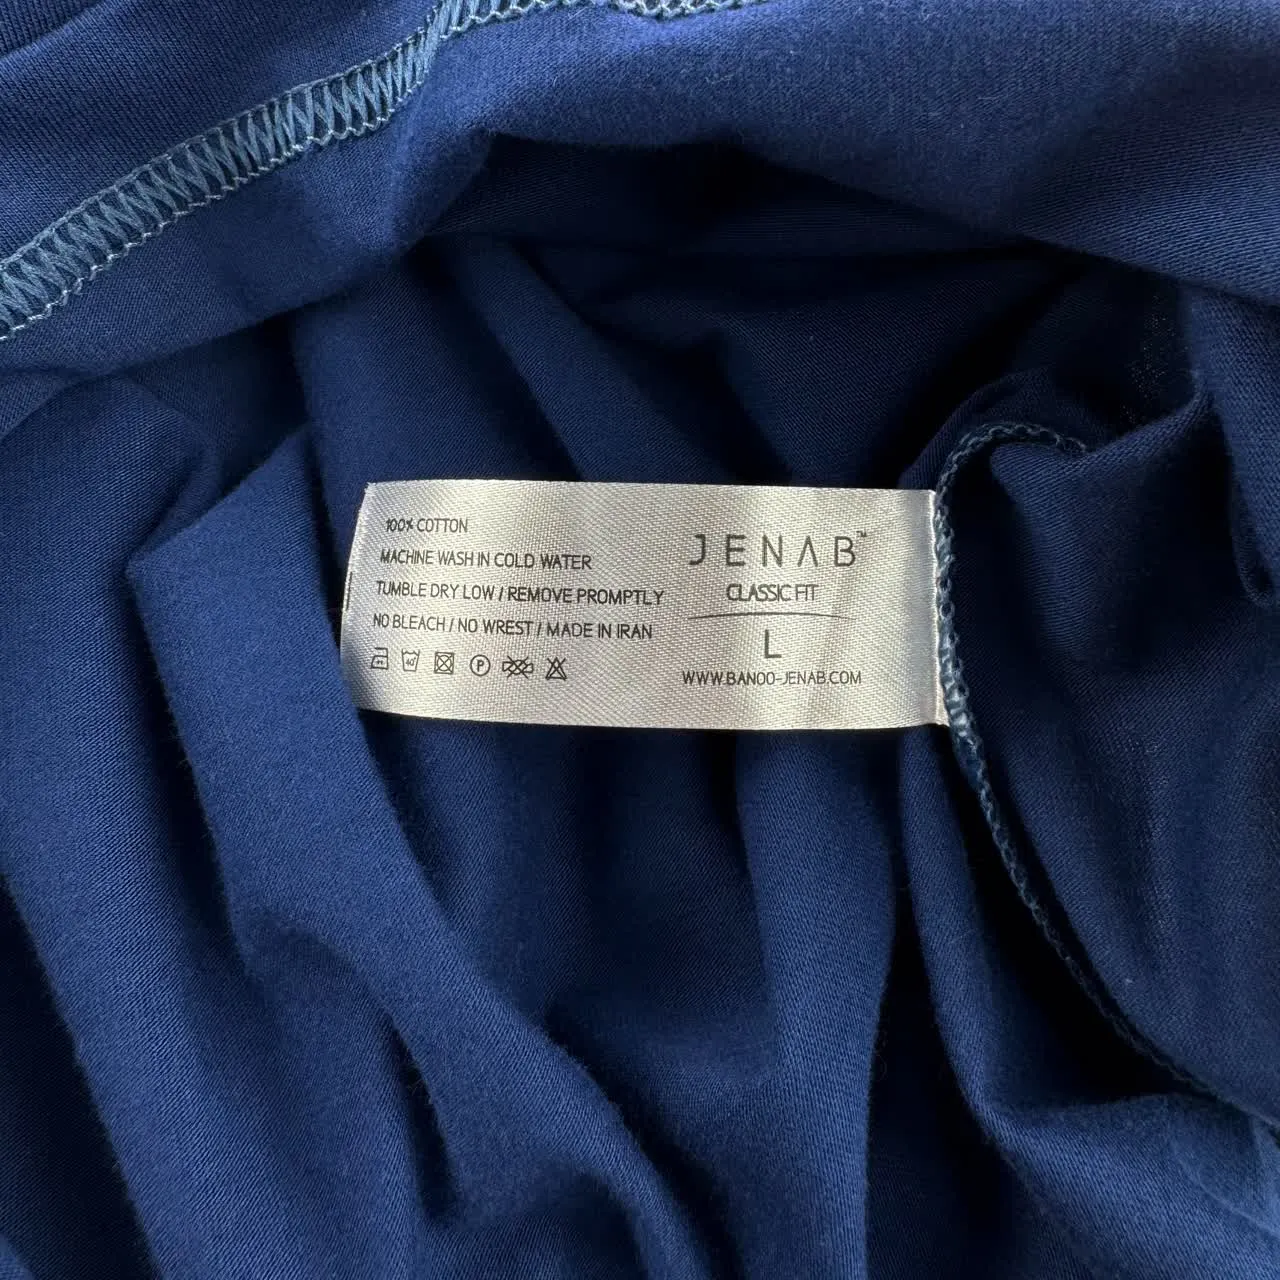 100% COTTON
MACHINE WASH IN COLD WATER
TUMBLE DRY LOW / REMOVE PROMPTLY
NO BLEACH / NO WREST / MADE IN IRAN
40°
P
JENAB™
CLASSIC FIT
L
WWW.BANOO-JENAB.COM